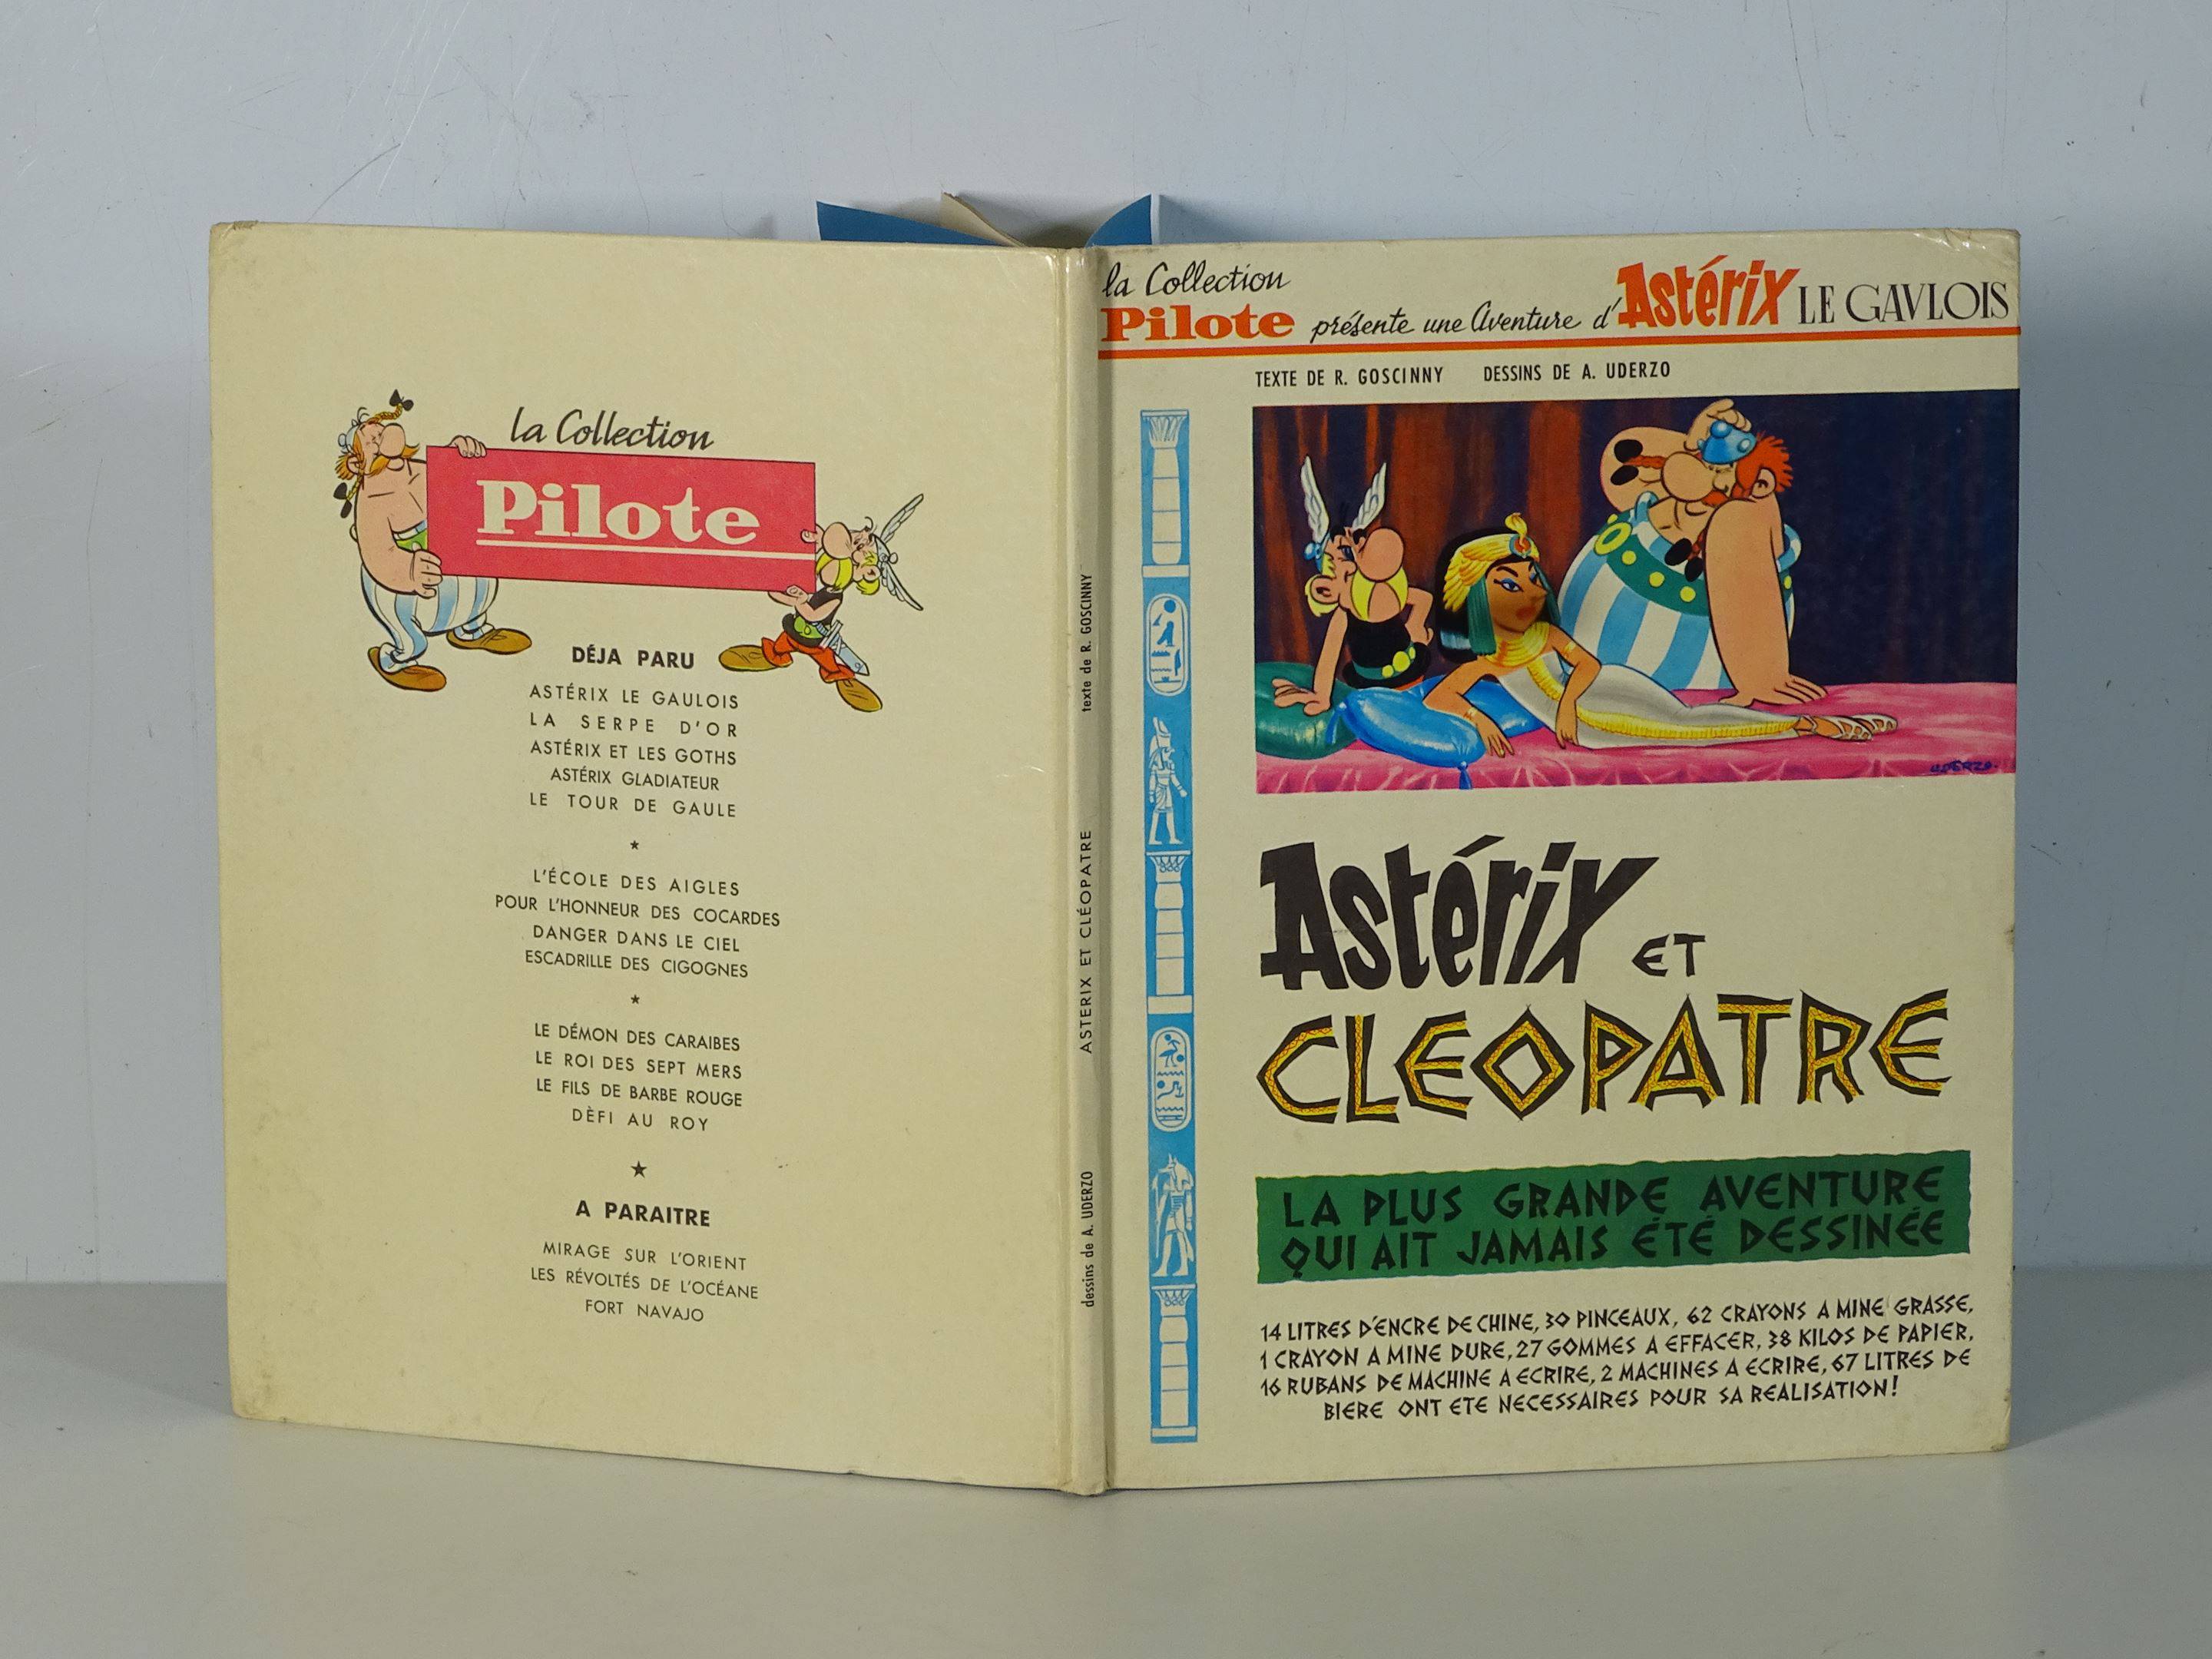 la Collection
Pilote
DÉJA PARU
ASTÉRIX LE GAULOIS
LA SERPE D'OR
ASTÉRIX ET LES GOTHS
ASTÉRIX GLADIATEUR
LE TOUR DE GAULE
L'ÉCOLE DES AIGLES
POUR L'HONNEUR DES COCARDES
DANGER DANS LE CIEL
ESCADRILLE DES CIGOGNES
LE DÉMON DES CARAIBES
LE ROI DES SEPT MERS
LE FILS DE BARBE ROUGE
DÈFI AU ROY
A PARAITRE
MIRAGE SUR L'ORIENT
LES RÉVOLTÉS DE L'OCÉANE
FORT NAVAJO
dessins de A. UDERZO ASTERIX ET CLÉOPATRE texte de R. GOSCINNY
la Collection
Pilote présente une Aventure d'Astérix LE GAVLOIS
TEXTE DE R. GOSCINNY DESSINS DE A. UDERZO
UDERZO.
Astérix ET
CLEOPATRE
LA PLUS GRANDE AVENTURE
QUI AIT JAMAIS ÉTÉ DESSINÉE
14 LITRES D'ENCRE DE CHINE, 30 PINCEAUX, 62 CRAYONS A MINE GRASSE,
1 CRAYON A MINE DURE, 27 GOMMES A EFFACER, 38 KILOS DE PAPIER,
16 RUBANS DE MACHINE A ECRIRE, 2 MACHINES A ECRIRE, 67 LITRES DE
BIERE ONT ETE NECESSAIRES POUR SA REALISATION!